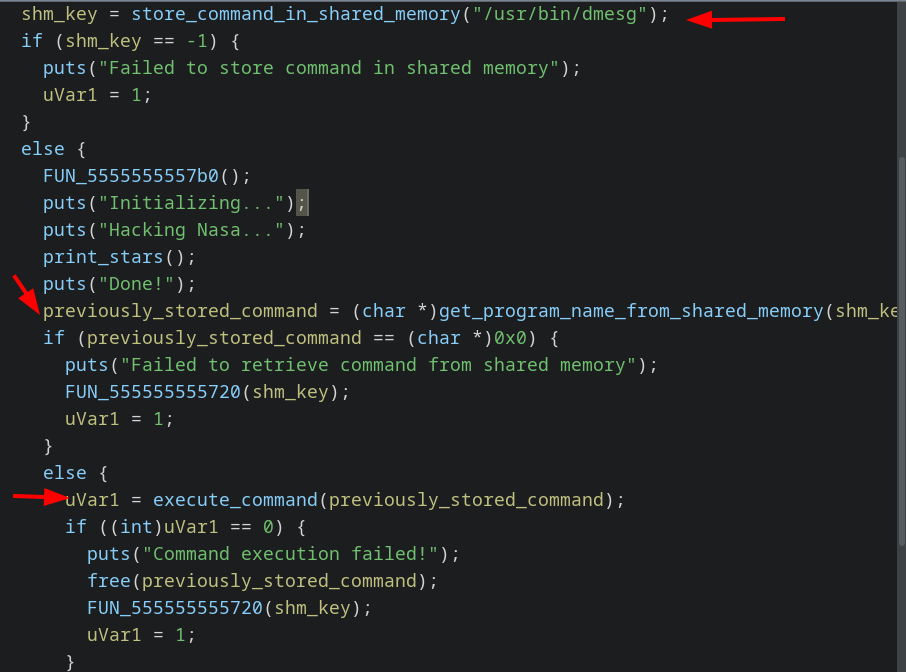 shm_key = store_command_in_shared_memory("/usr/bin/dmesg");
if (shm_key == -1) {
puts("Failed to store command in shared memory");
uVar1 = 1;
}
else {
FUN_5555555557b0();
puts("Initializing...");
puts("Hacking Nasa...");
print_stars();
puts("Done!");
previously_stored_command = (char *)get_program_name_from_shared_memory(shm_ke
if (previously_stored_command == (char *)0x0) {
puts("Failed to retrieve command from shared memory");
FUN_555555555720(shm_key);
uVar1 = 1;
}
else {
uVar1 = execute_command(previously_stored_command);
if ((int)uVar1 == 0) {
puts("Command execution failed!");
free(previously_stored_command);
FUN_555555555720(shm_key);
uVar1 = 1;
}